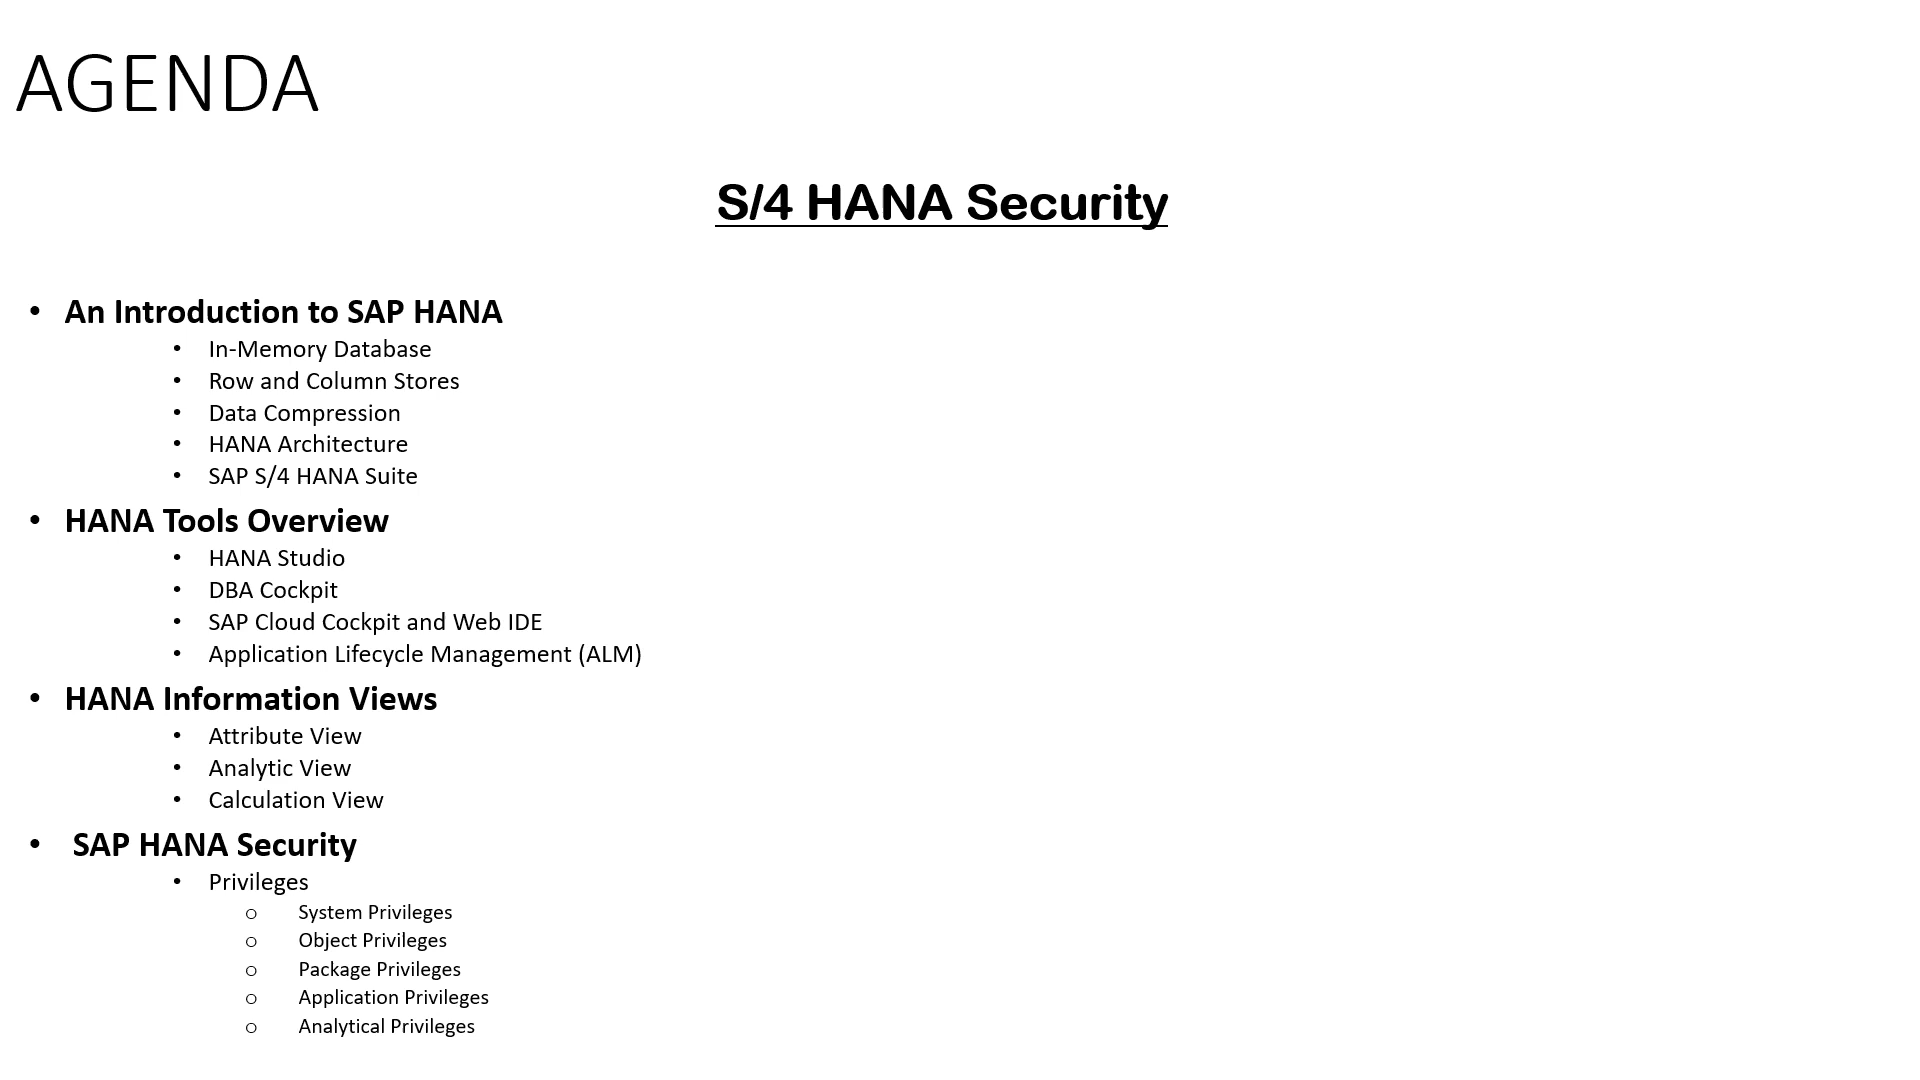 AGENDA
S/4 HANA Security
• An Introduction to SAP HANA
• In-Memory Database
• Row and Column Stores
• Data Compression
• HANA Architecture
• SAP S/4 HANA Suite
• HANA Tools Overview
• HANA Studio
• DBA Cockpit
• SAP Cloud Cockpit and Web IDE
• Application Lifecycle Management (ALM)
• HANA Information Views
• Attribute View
• Analytic View
• Calculation View
• SAP HANA Security
• Privileges
o System Privileges
o Object Privileges
o Package Privileges
o Application Privileges
o Analytical Privileges